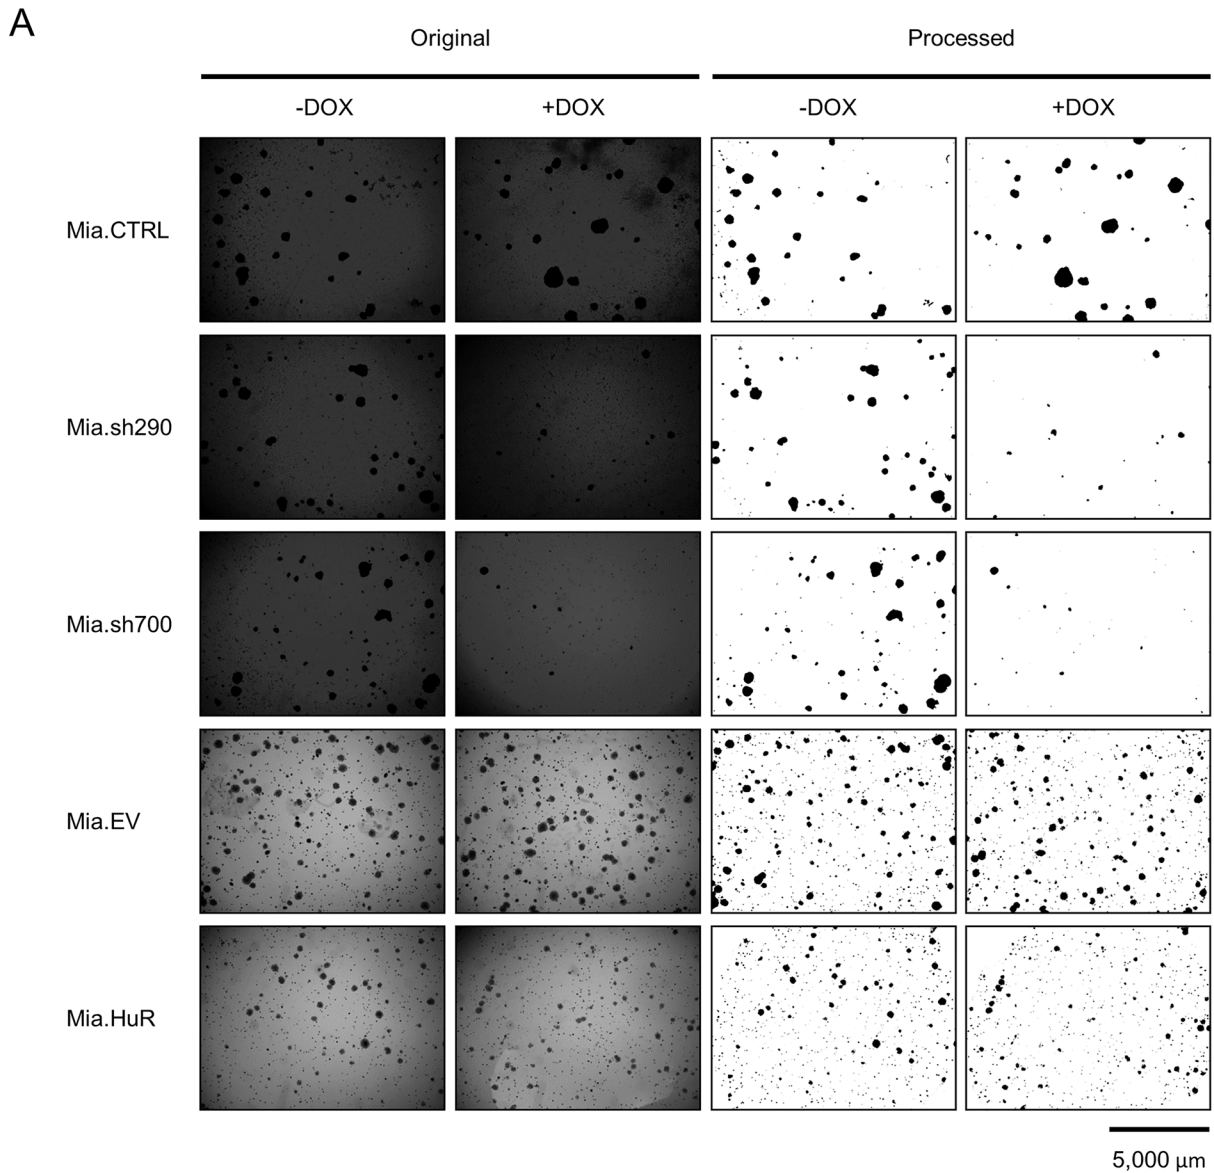 A
Original Processed
-DOX +DOX -DOX +DOX
Mia.CTRL
Mia.sh290
Mia.sh700
Mia.EV
Mia.HuR
5,000 µm